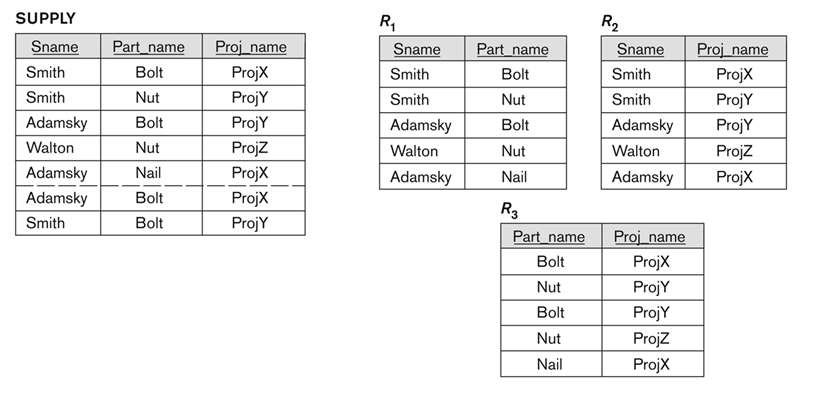 SUPPLY
Sname Part_name Proj_name
Smith Bolt ProjX
Smith Nut ProjY
Adamsky Bolt ProjY
Walton Nut ProjZ
Adamsky Nail ProjX
Adamsky Bolt ProjX
Smith Bolt ProjY
R1
Sname Part_name
Smith Bolt
Smith Nut
Adamsky Bolt
Walton Nut
Adamsky Nail
R2
Sname Proj_name
Smith ProjX
Smith ProjY
Adamsky ProjY
Walton ProjZ
Adamsky ProjX
R3
Part_name Proj_name
Bolt ProjX
Nut ProjY
Bolt ProjY
Nut ProjZ
Nail ProjX